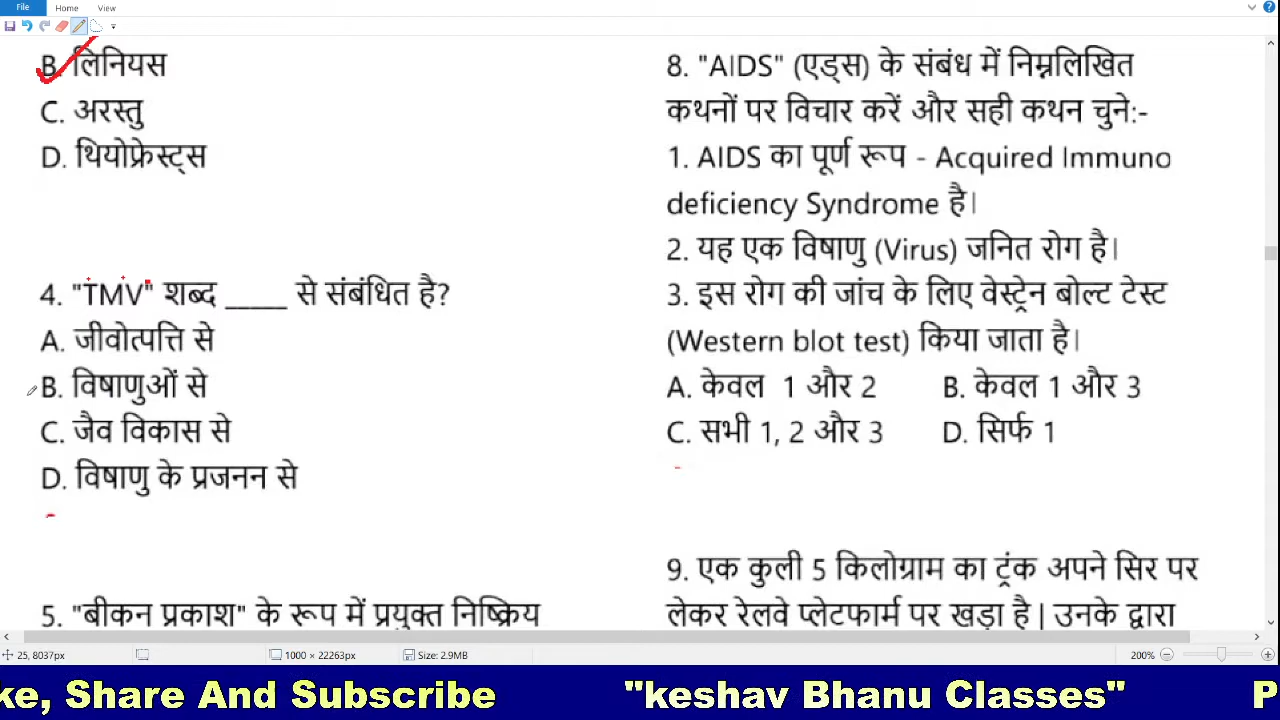 File Home View
B. लिनियस
C. अरस्तु
D. थियोफ्रेस्ट्स
4. "TMV" शब्द _____ से संबंधित है?
A. जीवोत्पत्ति से
B. विषाणुओं से
C. जैव विकास से
D. विषाणु के प्रजनन से
5. "बीकन प्रकाश" के रूप में प्रयुक्त निष्क्रिय
8. "AIDS" (एड्स) के संबंध में निम्नलिखित
कथनों पर विचार करें और सही कथन चुने:-
1. AIDS का पूर्ण रूप - Acquired Immuno
deficiency Syndrome है।
2. यह एक विषाणु (Virus) जनित रोग है।
3. इस रोग की जांच के लिए वेस्ट्रेन बोल्ट टेस्ट
(Western blot test) किया जाता है।
A. केवल 1 और 2 B. केवल 1 और 3
C. सभी 1, 2 और 3 D. सिर्फ 1
9. एक कुली 5 किलोग्राम का ट्रंक अपने सिर पर
लेकर रेलवे प्लेटफार्म पर खड़ा है | उनके द्वारा
25, 8037px 1000 × 22263px Size: 2.9MB 200%
ke, Share And Subscribe "keshav Bhanu Classes" P